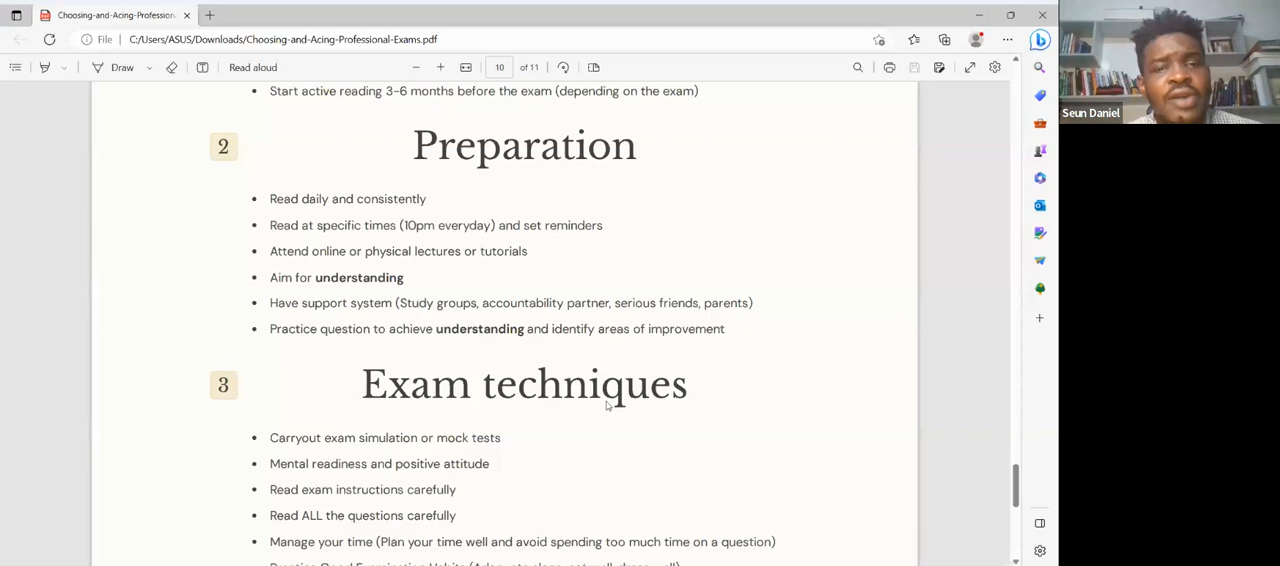 Choosing-and-Acing-Profession
File C:/Users/ASUS/Downloads/Choosing-and-Acing-Professional-Exams.pdf
Draw
Read aloud
10 of 11
• Start active reading 3-6 months before the exam (depending on the exam)
2 Preparation
• Read daily and consistently
• Read at specific times (10pm everyday) and set reminders
• Attend online or physical lectures or tutorials
• Aim for understanding
• Have support system (Study groups, accountability partner, serious friends, parents)
• Practice question to achieve understanding and identify areas of improvement
3 Exam techniques
• Carryout exam simulation or mock tests
• Mental readiness and positive attitude
• Read exam instructions carefully
• Read ALL the questions carefully
• Manage your time (Plan your time well and avoid spending too much time on a question)
Seun Daniel